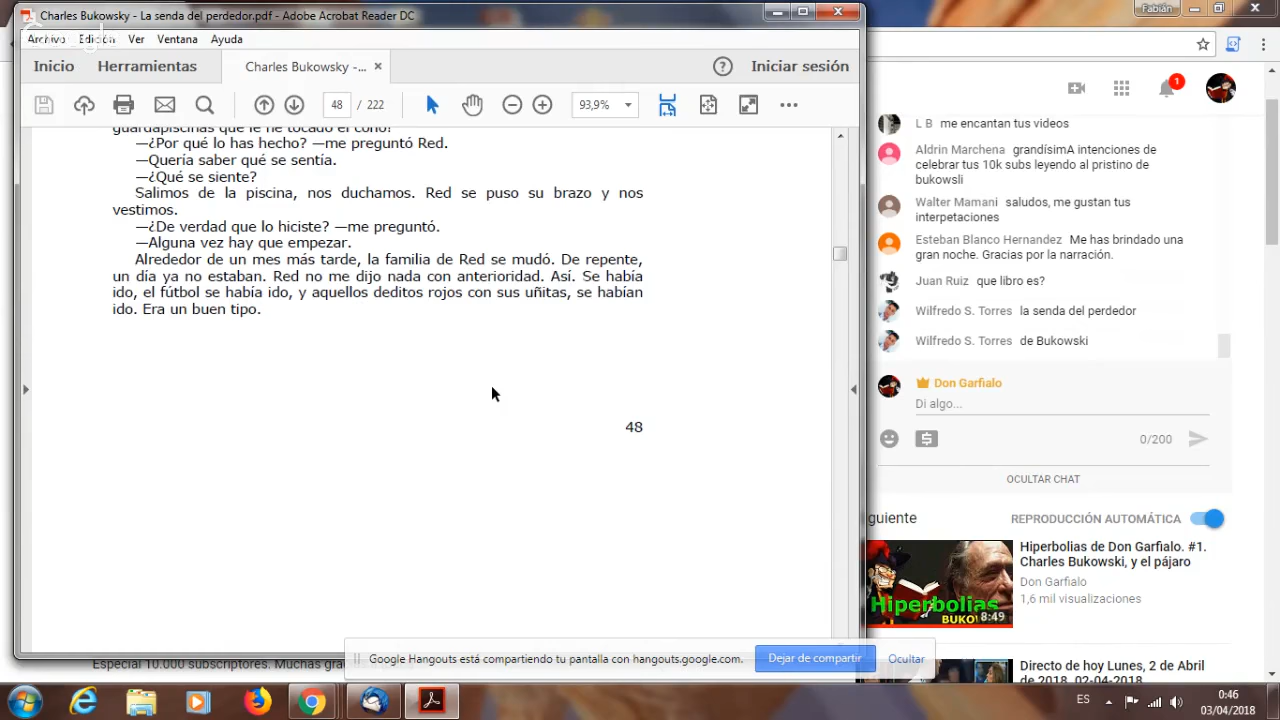 Charles Bukowsky - La senda del perdedor.pdf - Adobe Acrobat Reader DC
Fabián
Archivo Edición Ver Ventana Ayuda
Inicio Herramientas Charles Bukowsky -... Iniciar sesión
48 / 222 93,9%
guardapiscinas que le he tocado el coño!
—¿Por qué lo has hecho? —me preguntó Red.
—Quería saber qué se sentía.
—¿Qué se siente?
Salimos de la piscina, nos duchamos. Red se puso su brazo y nos
vestimos.
—¿De verdad que lo hiciste? —me preguntó.
—Alguna vez hay que empezar.
Alrededor de un mes más tarde, la familia de Red se mudó. De repente,
un día ya no estaban. Red no me dijo nada con anterioridad. Así. Se había
ido, el fútbol se había ido, y aquellos deditos rojos con sus uñitas, se habían
ido. Era un buen tipo.
48
1
L B me encantan tus videos
Aldrin Marchena grandísimA intenciones de
celebrar tus 10k subs leyendo al pristino de
bukowsli
Walter Mamani saludos, me gustan tus
interpetaciones
Esteban Blanco Hernandez Me has brindado una
gran noche. Gracias por la narración.
Juan Ruiz que libro es?
Wilfredo S. Torres la senda del perdedor
Wilfredo S. Torres de Bukowski
Don Garfialo
Di algo...
0/200
OCULTAR CHAT
guiente REPRODUCCIÓN AUTOMÁTICA
Hiperbolias
BUKO
8:49
Hiperbolias de Don Garfialo. #1.
Charles Bukowski, y el pájaro
Don Garfialo
1,6 mil visualizaciones
Directo de hoy Lunes, 2 de Abril
de 2018. 02-04-2018
Especial 10.000 subscriptores. Muchas gra
Google Hangouts está compartiendo tu pantalla con hangouts.google.com. Dejar de compartir Ocultar
ES
0:46
03/04/2018